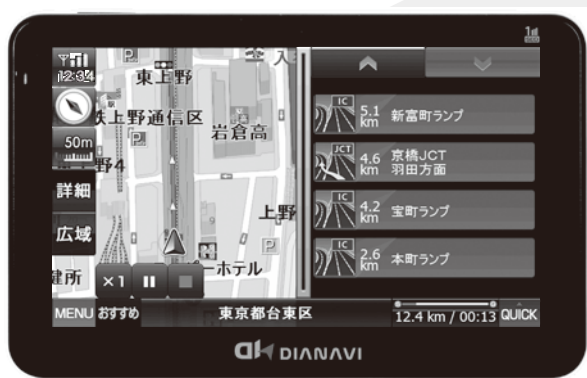 12:34
東上野
鉄上野通信区
岩倉高
50m
野4
詳細
上野
広域
健所
ーホテル
×1
IC
5.1 km 新富町ランプ
JCT
4.6 km 京橋JCT
羽田方面
IC
4.2 km 宝町ランプ
IC
2.6 km 本町ランプ
MENU おすすめ 東京都台東区 12.4 km / 00:13 QUICK
DIANAVI